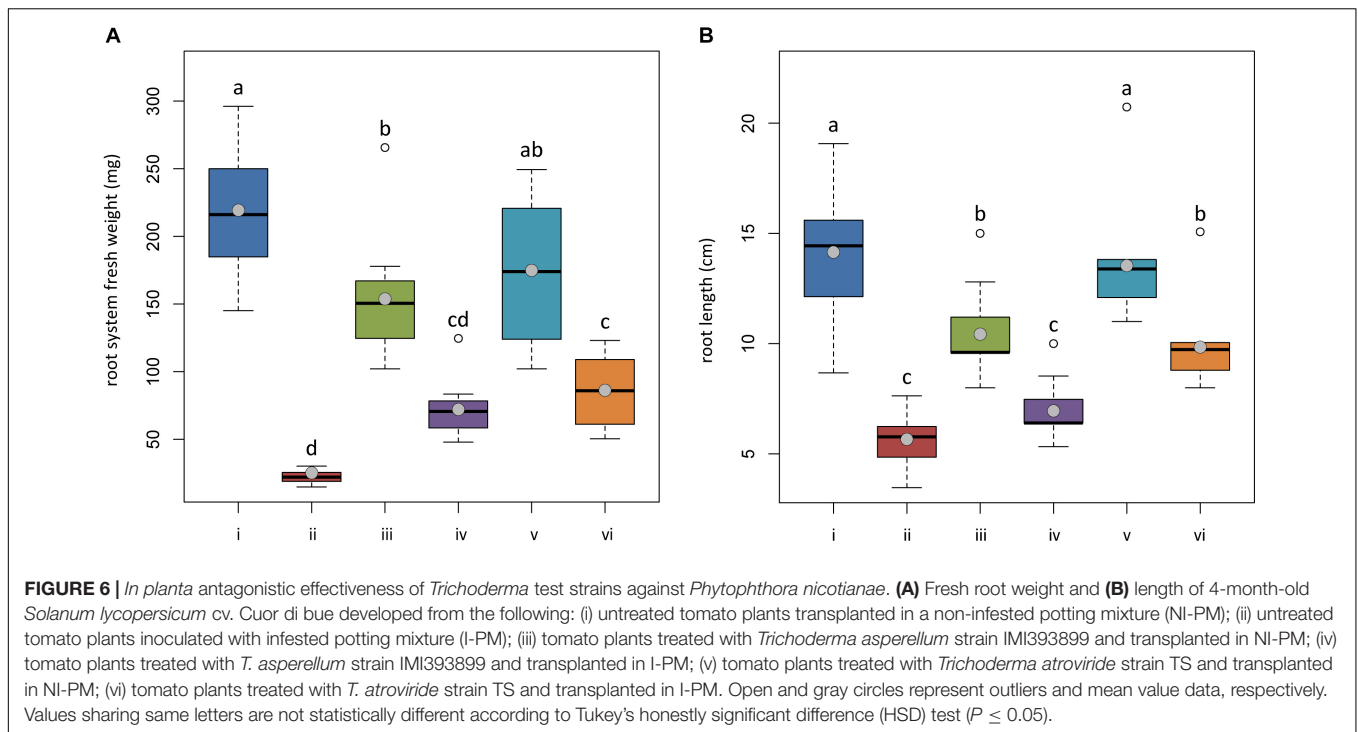 A
root system fresh weight (mg)
300
250
200
150
100
50
a
d
b
cd
ab
c
i
ii
iii
iv
v
vi
B
root length (cm)
20
15
10
5
a
c
b
c
a
b
i
ii
iii
iv
v
vi
FIGURE 6 | In planta antagonistic effectiveness of Trichoderma test strains against Phytophthora nicotianae. (A) Fresh root weight and (B) length of 4-month-old
Solanum lycopersicum cv. Cuor di bue developed from the following: (i) untreated tomato plants transplanted in a non-infested potting mixture (NI-PM); (ii) untreated
tomato plants inoculated with infested potting mixture (I-PM); (iii) tomato plants treated with Trichoderma asperellum strain IMI393899 and transplanted in NI-PM; (iv)
tomato plants treated with T. asperellum strain IMI393899 and transplanted in I-PM; (v) tomato plants treated with Trichoderma atroviride strain TS and transplanted
in NI-PM; (vi) tomato plants treated with T. atroviride strain TS and transplanted in I-PM. Open and gray circles represent outliers and mean value data, respectively.
Values sharing same letters are not statistically different according to Tukey's honestly significant difference (HSD) test (P ≤ 0.05).